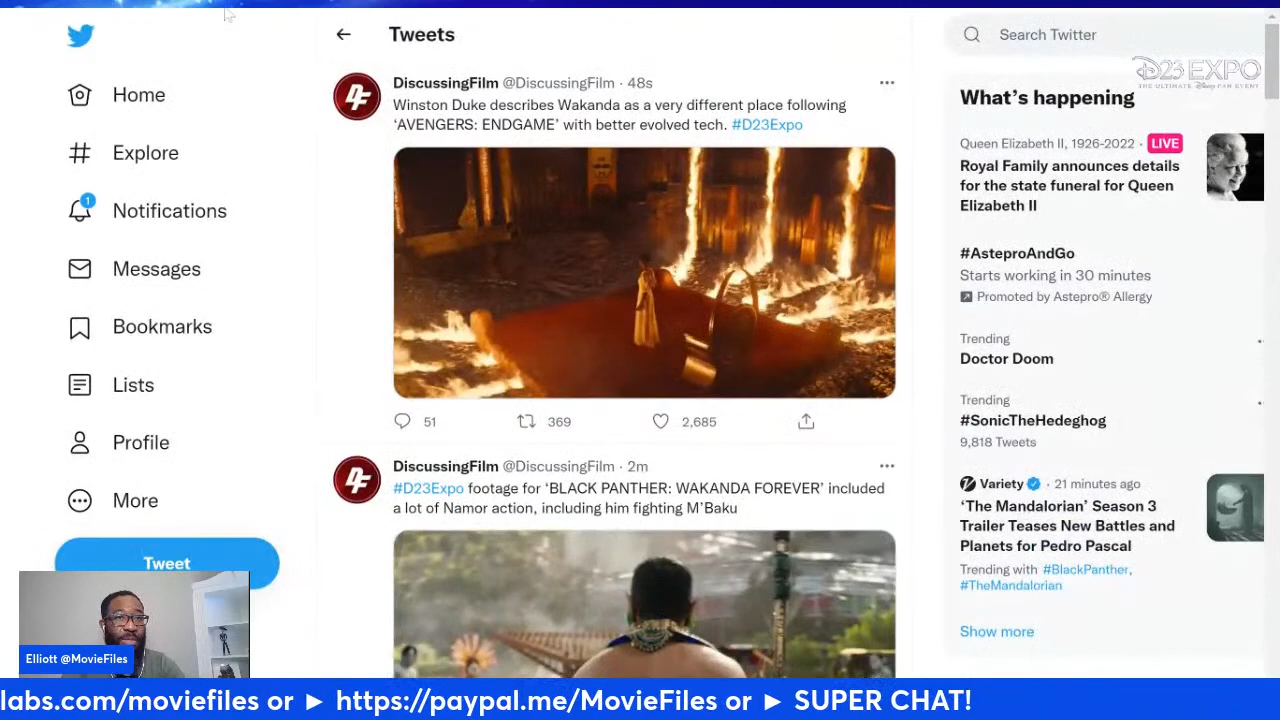 Home
Explore
1
Notifications
Messages
Bookmarks
Lists
Profile
More
Tweet
Elliott @MovieFiles
Tweets
DiscussingFilm @DiscussingFilm · 48s
Winston Duke describes Wakanda as a very different place following
‘AVENGERS: ENDGAME’ with better evolved tech. #D23Expo
51
369
2,685
DiscussingFilm @DiscussingFilm · 2m
#D23Expo footage for ‘BLACK PANTHER: WAKANDA FOREVER’ included
a lot of Namor action, including him fighting M’Baku
Search Twitter
D23 EXPO
THE ULTIMATE Disney FAN EVENT
What’s happening
Queen Elizabeth II, 1926-2022 · LIVE
Royal Family announces details
for the state funeral for Queen
Elizabeth II
#AsteproAndGo
Starts working in 30 minutes
Promoted by Astepro® Allergy
Trending
Doctor Doom
Trending
#SonicTheHedeghog
9,818 Tweets
Variety · 21 minutes ago
‘The Mandalorian’ Season 3
Trailer Teases New Battles and
Planets for Pedro Pascal
Trending with #BlackPanther,
#TheMandalorian
Show more
labs.com/moviefiles or ► https://paypal.me/MovieFiles or ► SUPER CHAT!